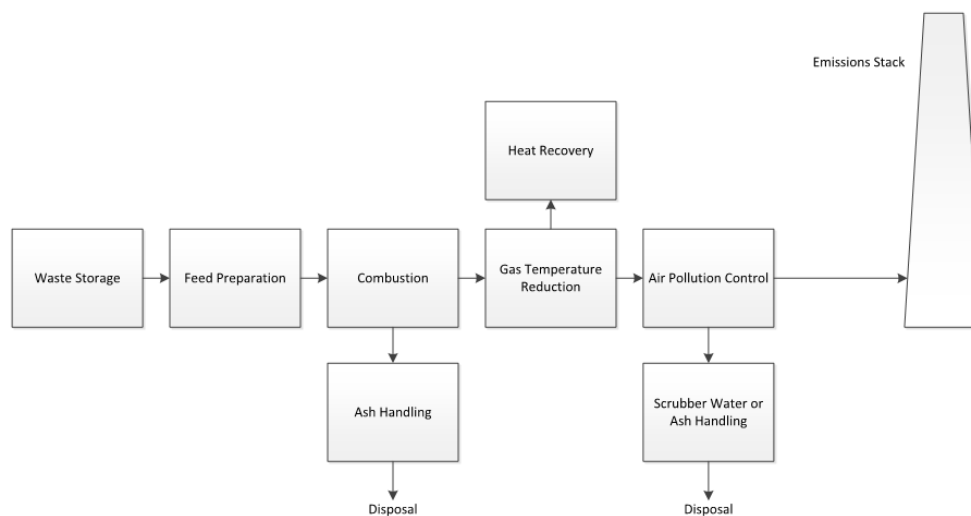 Emissions Stack
Heat Recovery
Waste Storage
Feed Preparation
Combustion
Gas Temperature
Reduction
Air Pollution Control
Ash Handling
Scrubber Water or
Ash Handling
Disposal
Disposal